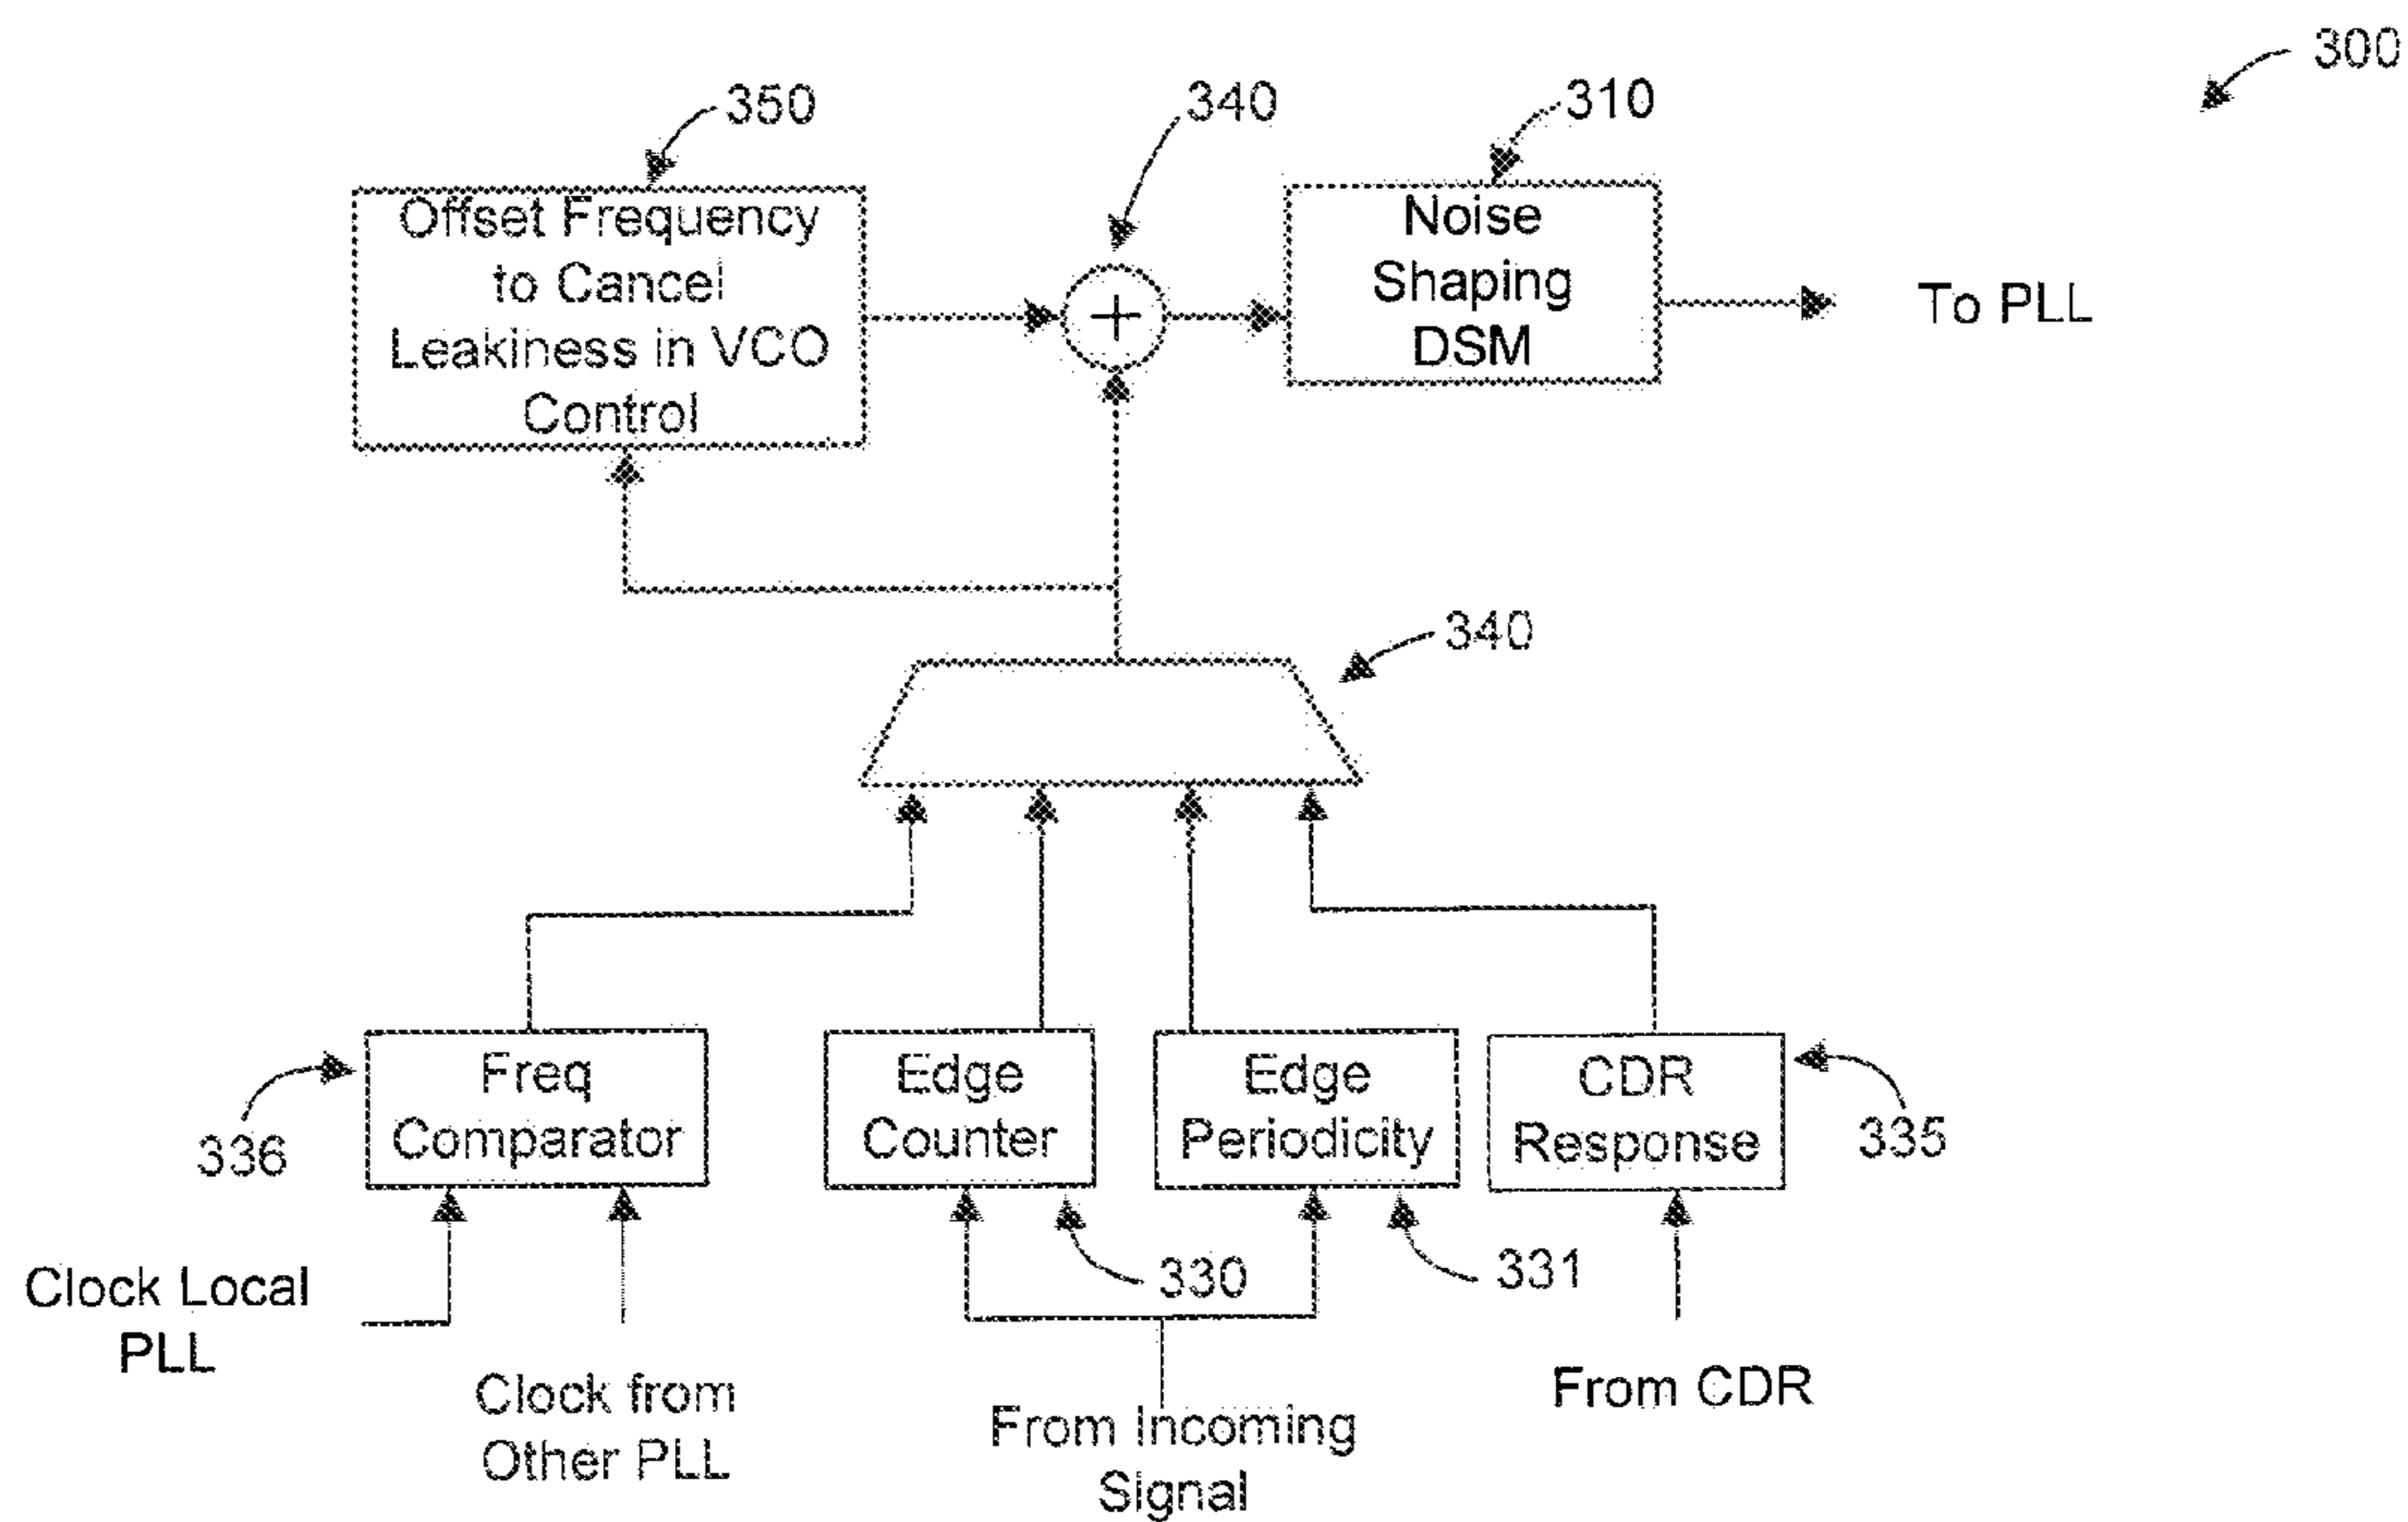 300
350
340
310
Offset Frequency
to Cancel
Leakiness in VCO
Control
+
Noise
Shaping
DSM
To PLL
340
Freq
Comparator
Edge
Counter
Edge
Periodicity
CDR
Response
336
335
330
331
Clock Local
PLL
Clock from
Other PLL
From Incoming
Signal
From CDR